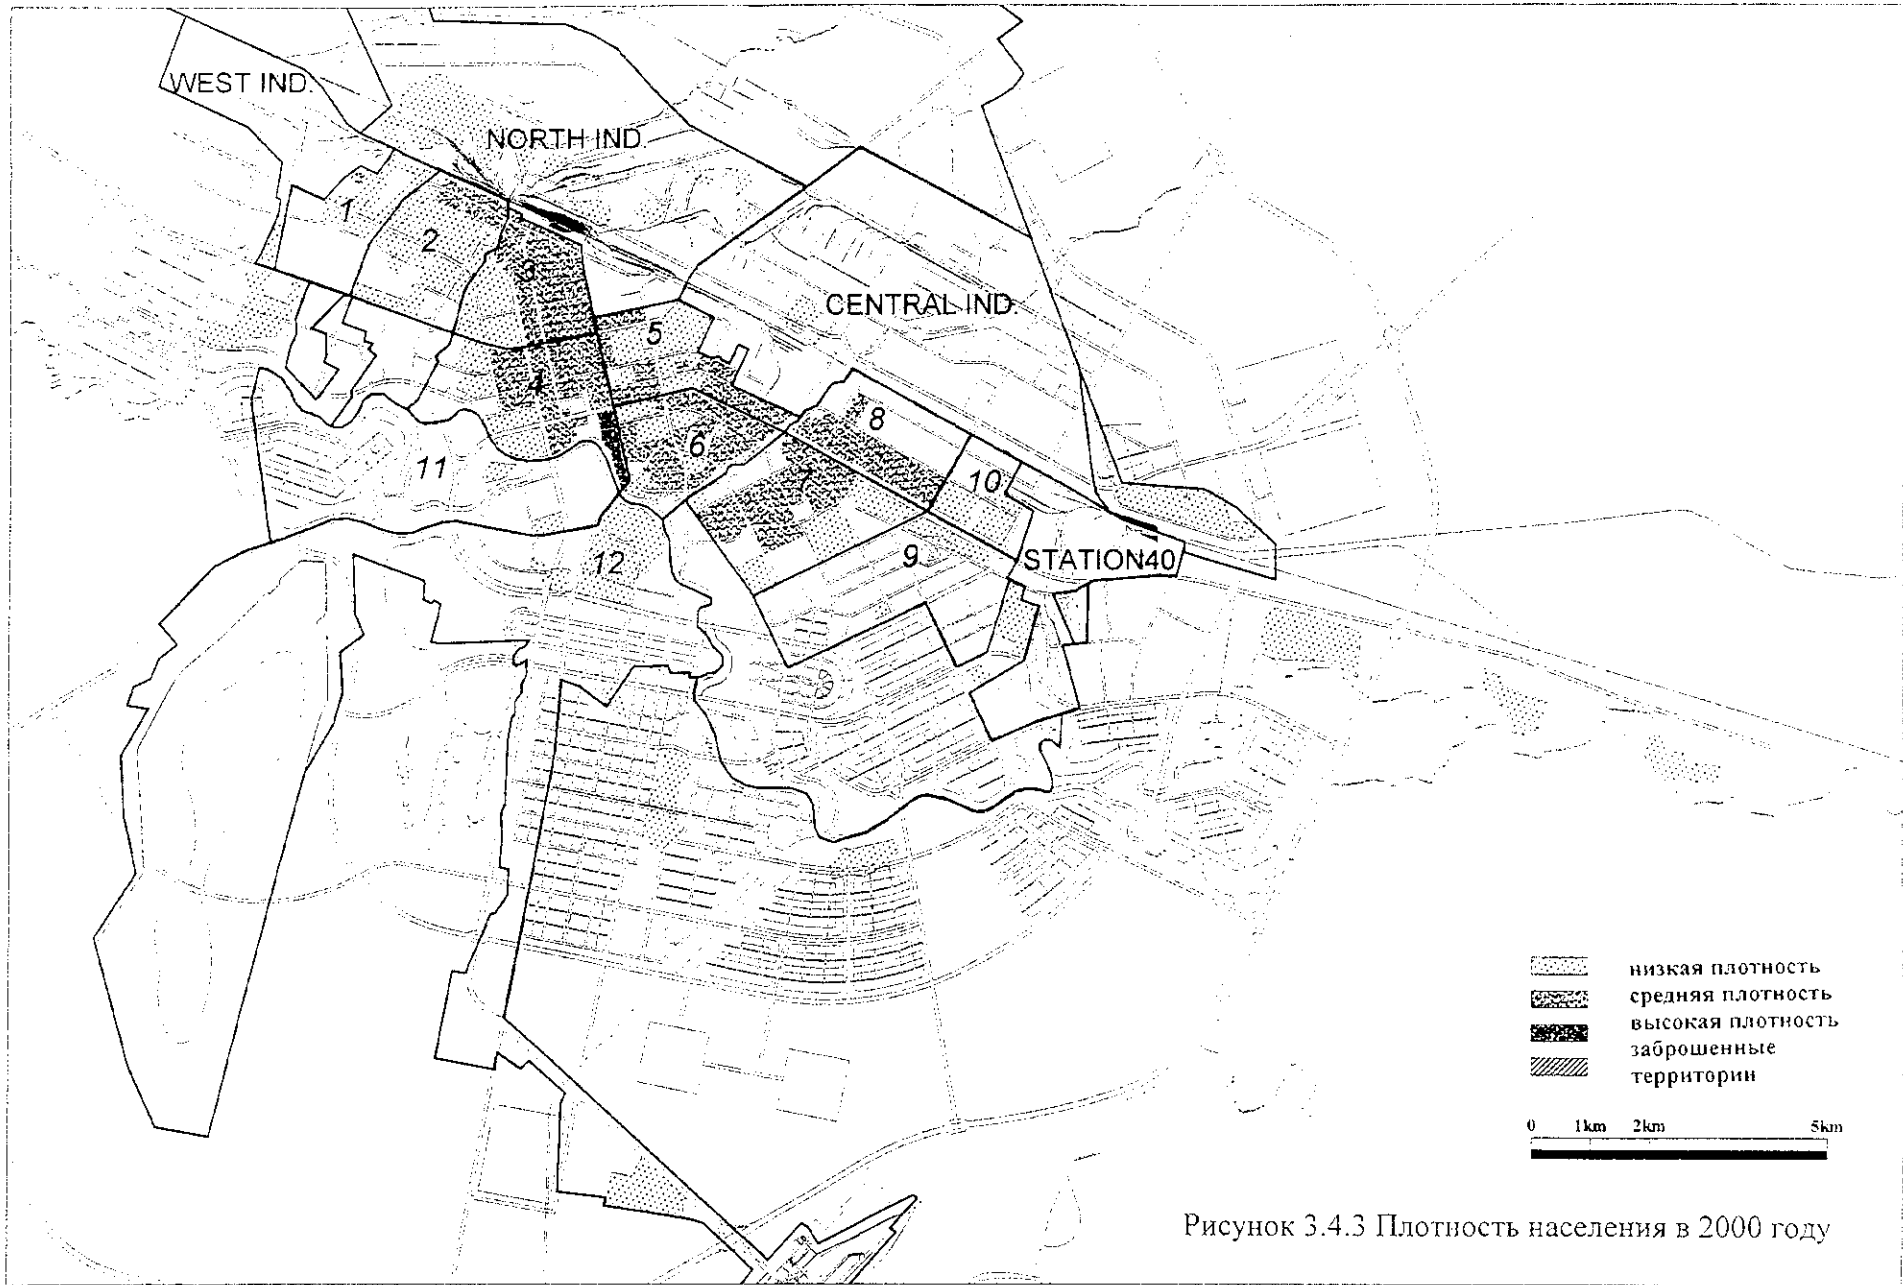 WEST IND.
NORTH IND.
1
2
3
CENTRAL IND.
5
4
8
6
11
7
10
9
12
STATION40
низкая плотность
средняя плотность
высокая плотность
заброшенные
территории
0 1km 2km 5km
Рисунок 3.4.3 Плотность населения в 2000 году